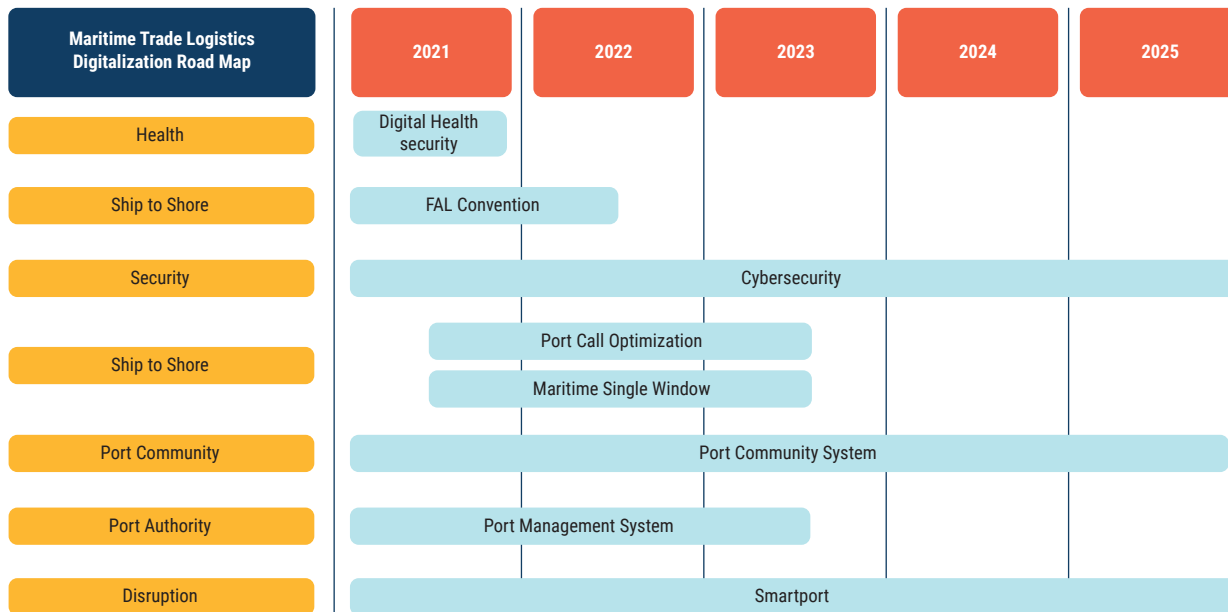 Maritime Trade Logistics
Digitalization Road Map
2021
2022
2023
2024
2025
Health
Digital Health
security
Ship to Shore
FAL Convention
Security
Cybersecurity
Ship to Shore
Port Call Optimization
Maritime Single Window
Port Community
Port Community System
Port Authority
Port Management System
Disruption
Smartport